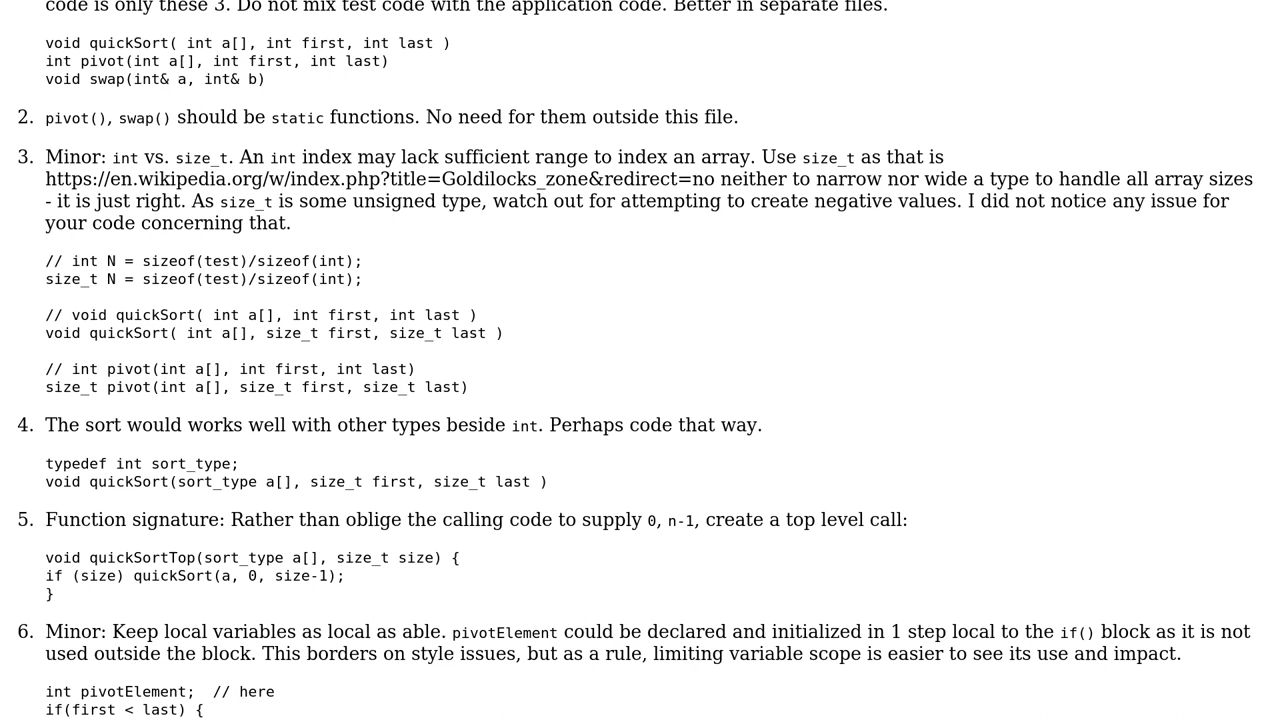 code is only these 3. Do not mix test code with the application code. Better in separate files.
void quickSort( int a[], int first, int last )
int pivot(int a[], int first, int last)
void swap(int& a, int& b)
2. pivot(), swap() should be static functions. No need for them outside this file.
3. Minor: int vs. size_t. An int index may lack sufficient range to index an array. Use size_t as that is
https://en.wikipedia.org/w/index.php?title=Goldilocks_zone&redirect=no neither to narrow nor wide a type to handle all array sizes
- it is just right. As size_t is some unsigned type, watch out for attempting to create negative values. I did not notice any issue for
your code concerning that.
// int N = sizeof(test)/sizeof(int);
size_t N = sizeof(test)/sizeof(int);
// void quickSort( int a[], int first, int last )
void quickSort( int a[], size_t first, size_t last )
// int pivot(int a[], int first, int last)
size_t pivot(int a[], size_t first, size_t last)
4. The sort would works well with other types beside int. Perhaps code that way.
typedef int sort_type;
void quickSort(sort_type a[], size_t first, size_t last )
5. Function signature: Rather than oblige the calling code to supply 0, n-1, create a top level call:
void quickSortTop(sort_type a[], size_t size) {
if (size) quickSort(a, 0, size-1);
}
6. Minor: Keep local variables as local as able. pivotElement could be declared and initialized in 1 step local to the if() block as it is not
used outside the block. This borders on style issues, but as a rule, limiting variable scope is easier to see its use and impact.
int pivotElement;  // here
if(first < last) {